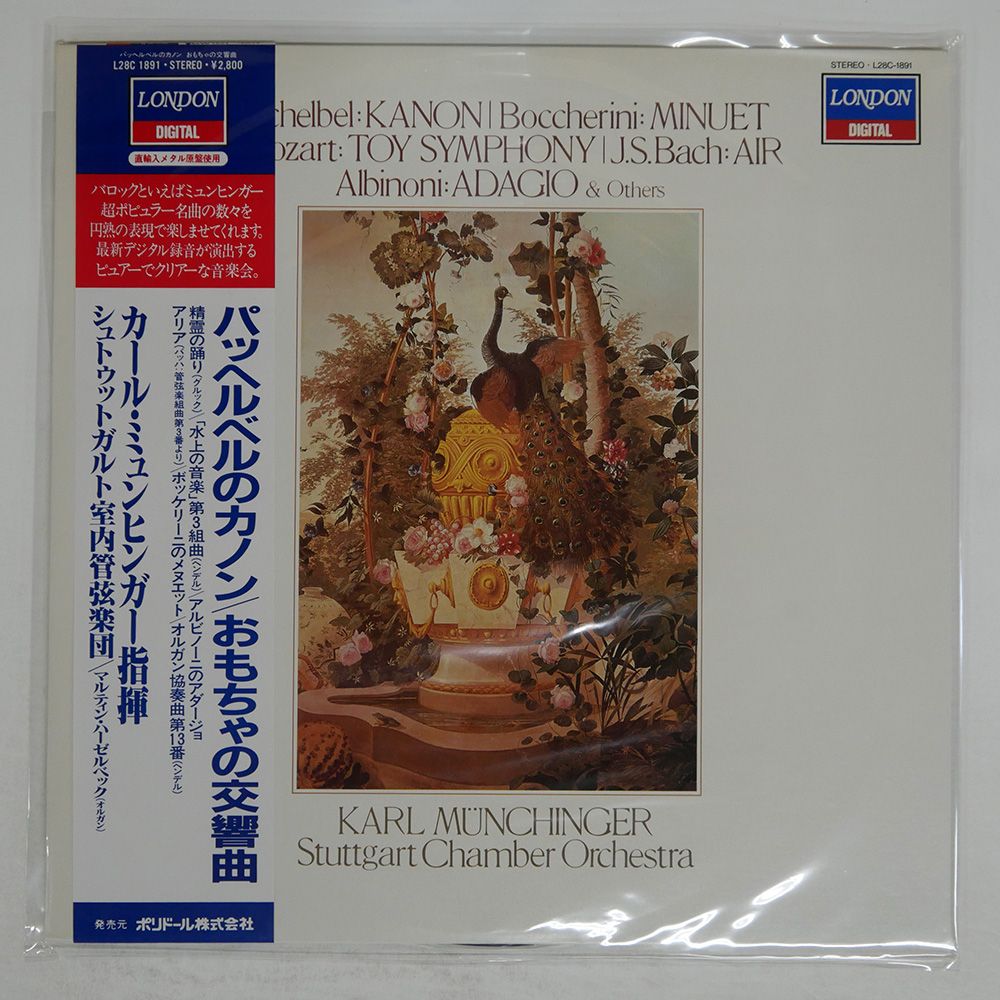 パッヘルベルのカノン おもちゃの交響曲
L28C 1891・STEREO・¥2,800
LONDON
DIGITAL
直輸入メタル原盤使用
バロックといえばミュンヒンガー
超ポピュラー名曲の数々を
円熟の表現で楽しませてくれます。
最新デジタル録音が演出する
ピュアーでクリアーな音楽会。
パッヘルベルのカノン/おもちゃの交響曲
精霊の踊り(グルック)/「水上の音楽」第3組曲(ヘンデル)/アルビノーニのアダージョ
アリア(バッハ:管弦楽組曲第3番より)/ボッケリーニのメヌエット/オルガン協奏曲第13番(ヘンデル)
カール・ミュンヒンガー指揮
シュトゥットガルト室内管弦楽団/マルティン・ハーゼルベック(オルガン)
発売元 ポリドール株式会社
STEREO・L28C-1891
LONDON
DIGITAL
chelbel: KANON | Boccherini: MINUET
ozart: TOY SYMPHONY | J.S.Bach: AIR
Albinoni: ADAGIO & Others
KARL MÜNCHINGER
Stuttgart Chamber Orchestra